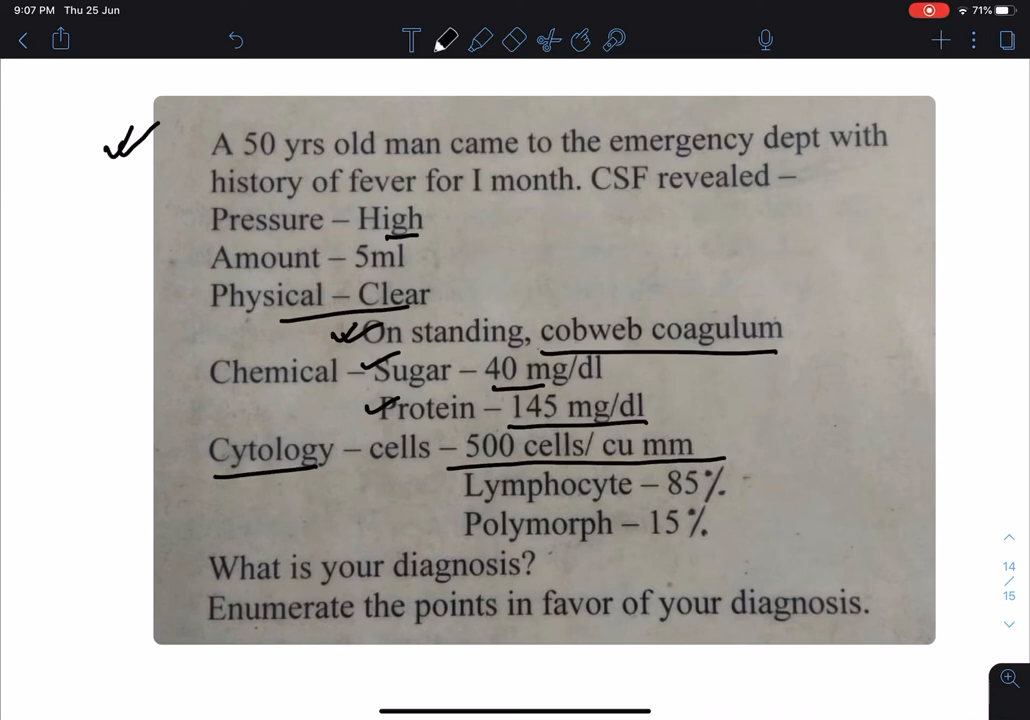 9:07 PM Thu 25 Jun
71%
T
A 50 yrs old man came to the emergency dept with
history of fever for I month. CSF revealed –
Pressure – High
Amount – 5ml
Physical – Clear
On standing, cobweb coagulum
Chemical – Sugar – 40 mg/dl
Protein – 145 mg/dl
Cytology – cells – 500 cells/ cu mm
Lymphocyte – 85%
Polymorph – 15%
What is your diagnosis?
Enumerate the points in favor of your diagnosis.
14
/
15